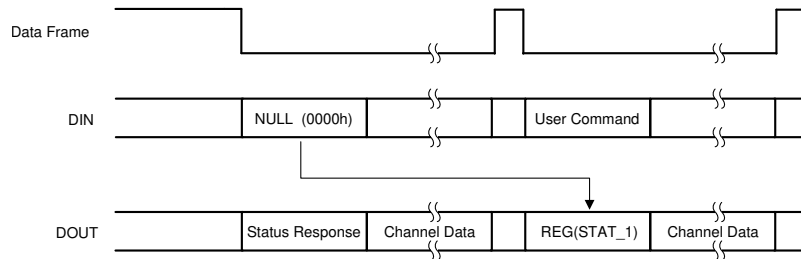 Data Frame
DIN
NULL (0000h)
User Command
DOUT
Status Response
Channel Data
REG(STAT_1)
Channel Data